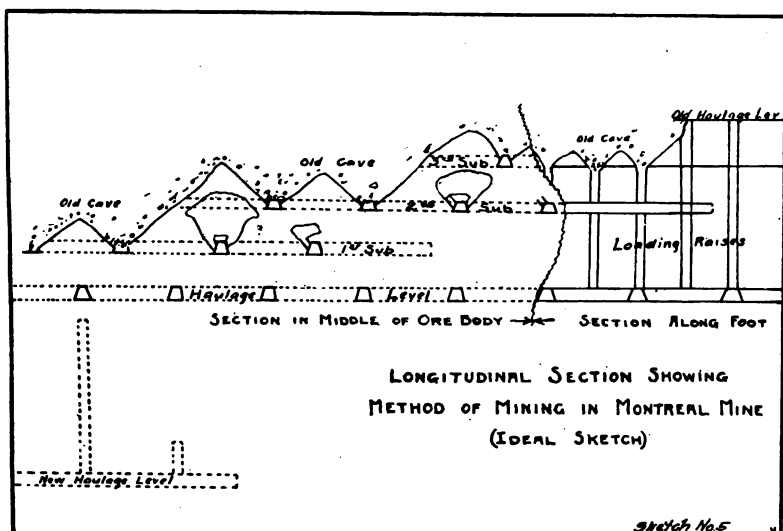 Old Haulage Lev
Old Cave
3rd Sub
Old Cave
Old Cave
2nd Sub
1st Sub
Loading Raises
Haulage Level
SECTION IN MIDDLE OF ORE BODY SECTION ALONG FOOT
LONGITUDINAL SECTION SHOWING
METHOD OF MINING IN MONTREAL MINE
(IDEAL SKETCH)
New Haulage Level
Sketch No.5